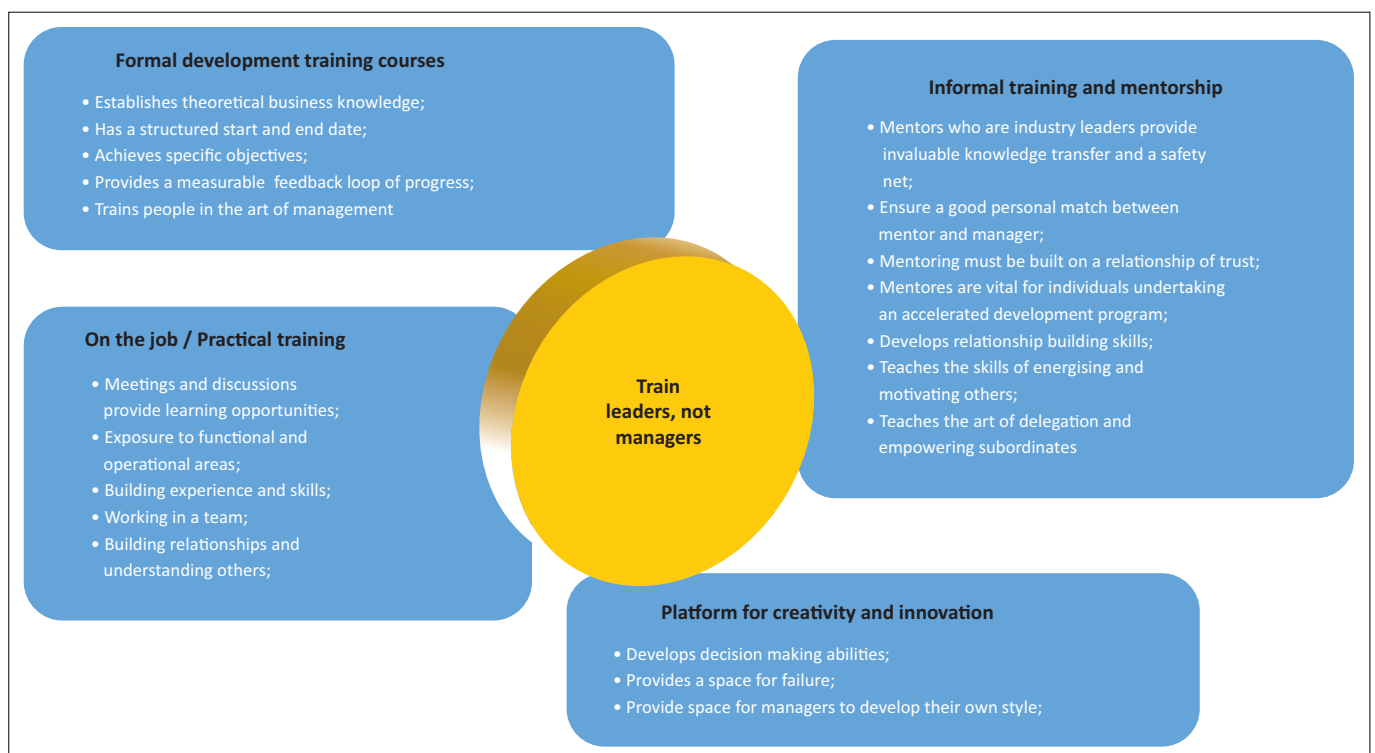 Formal development training courses
• Establishes theoretical business knowledge;
• Has a structured start and end date;
• Achieves specific objectives;
• Provides a measurable feedback loop of progress;
• Trains people in the art of management
Informal training and mentorship
• Mentors who are industry leaders provide
invaluable knowledge transfer and a safety
net;
• Ensure a good personal match between
mentor and manager;
• Mentoring must be built on a relationship of trust;
• Mentores are vital for individuals undertaking
an accelerated development program;
• Develops relationship building skills;
• Teaches the skills of energising and
motivating others;
• Teaches the art of delegation and
empowering subordinates
On the job / Practical training
• Meetings and discussions
provide learning opportunities;
• Exposure to functional and
operational areas;
• Building experience and skills;
• Working in a team;
• Building relationships and
understanding others;
Train
leaders, not
managers
Platform for creativity and innovation
• Develops decision making abilities;
• Provides a space for failure;
• Provide space for managers to develop their own style;